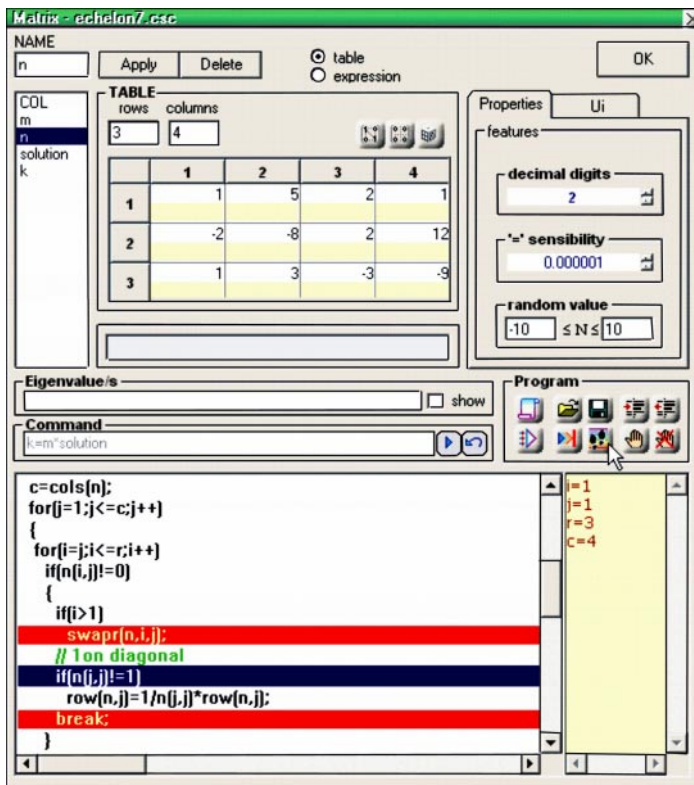 Matrix - echelon7.csc
NAME
n
Apply
Delete
table
expression
OK
COL
m
n
solution
k
TABLE
rows columns
3 4
1 2 3 4
1 1 5 2 1
2 -2 -8 2 12
3 1 3 -3 -9
Properties
Ui
features
decimal digits
2
'=' sensibility
0.000001
random value
-10 ≤ N ≤ 10
Eigenvalue/s
show
Command
k=m*solution
Program
c=cols(n);
for(j=1;j<=c;j++)
{
for(i=j;i<=r;i++)
if(n(i,j)!=0)
{
if(i>1)
swapr(n,i,j);
// 1on diagonal
if(n(j,j)!=1)
row(n,j)=1/n(j,j)*row(n,j);
break;
}
i=1
j=1
r=3
c=4